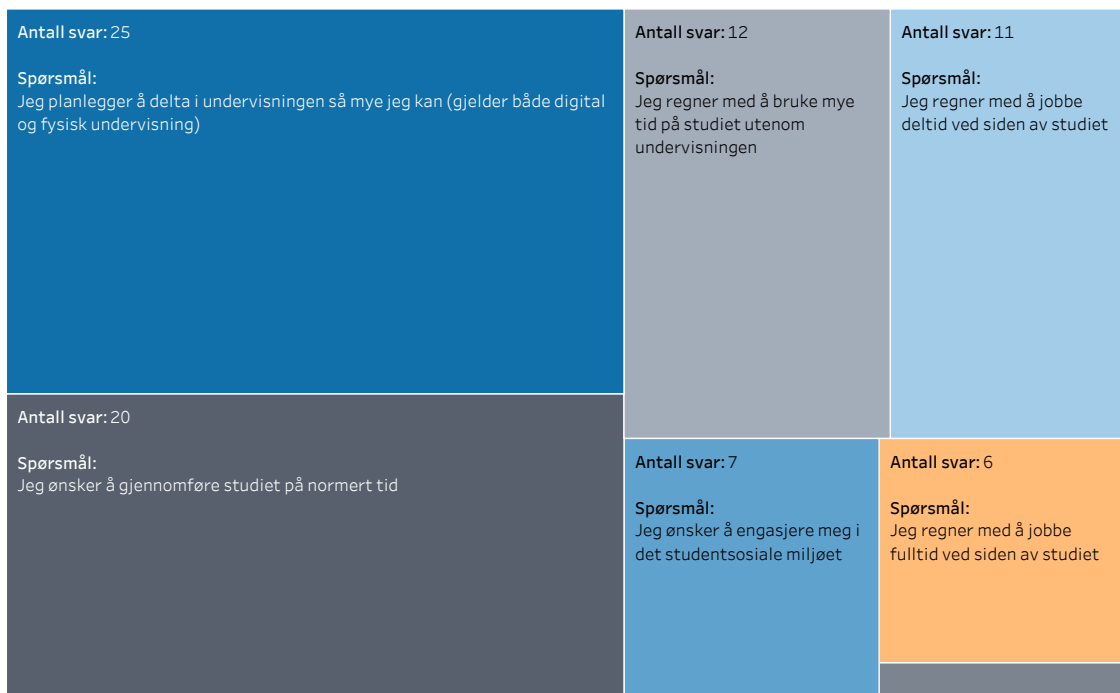 Antall svar: 25
Spørsmål:
Jeg planlegger å delta i undervisningen så mye jeg kan (gjelder både digital
og fysisk undervisning)
Antall svar: 20
Spørsmål:
Jeg ønsker å gjennomføre studiet på normert tid
Antall svar: 12
Spørsmål:
Jeg regner med å bruke mye
tid på studiet utenom
undervisningen
Antall svar: 11
Spørsmål:
Jeg regner med å jobbe
deltid ved siden av studiet
Antall svar: 7
Spørsmål:
Jeg ønsker å engasjere meg i
det studentsosiale miljøet
Antall svar: 6
Spørsmål:
Jeg regner med å jobbe
fulltid ved siden av studiet